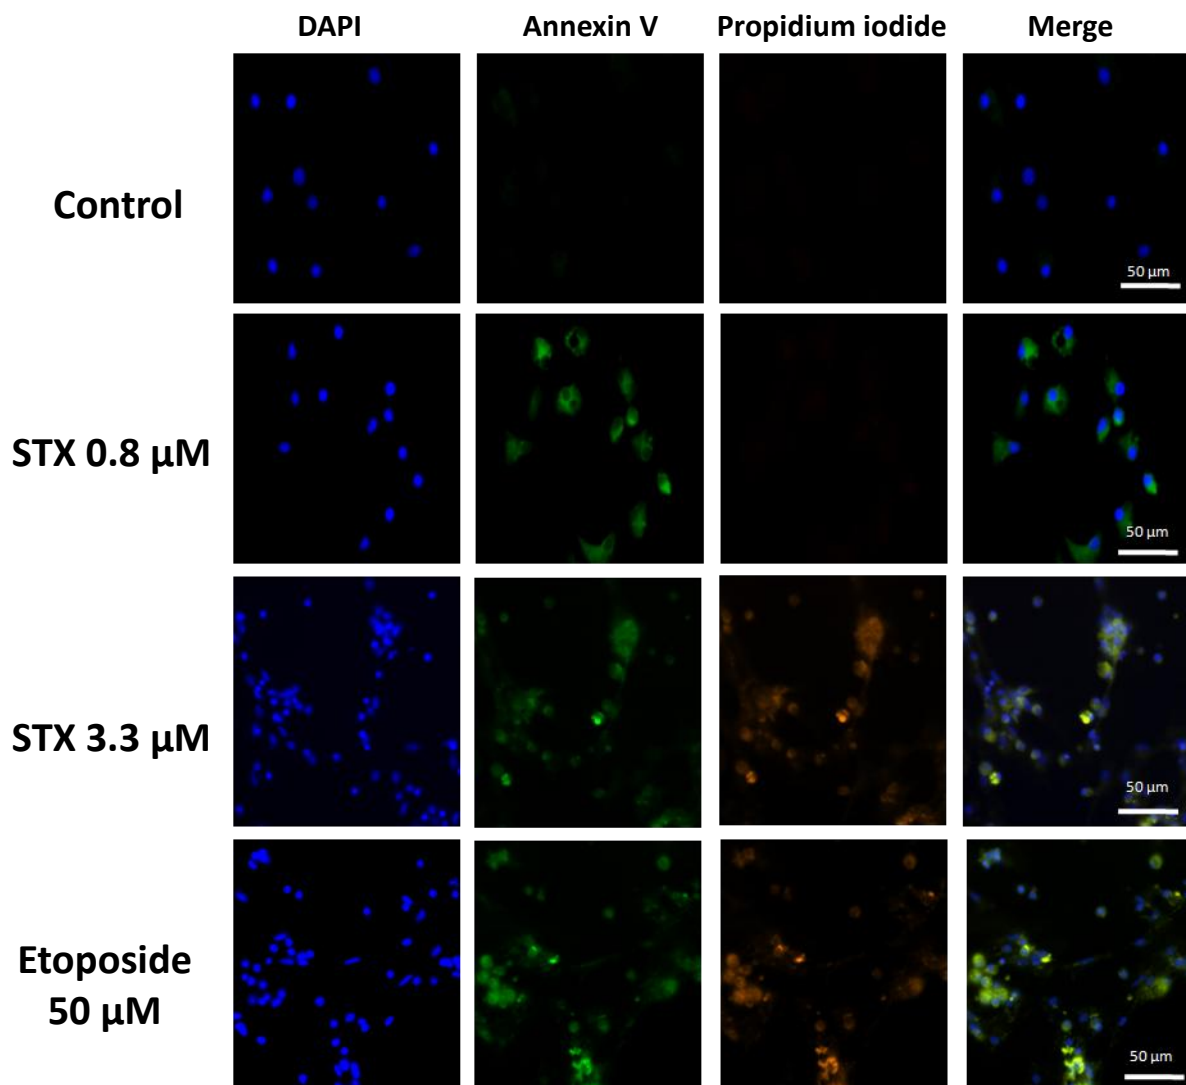 DAPI Annexin V Propidium iodide Merge
Control
50 µm
STX 0.8 µM
50 µm
STX 3.3 µM
50 µm
Etoposide
50 µM
50 µm